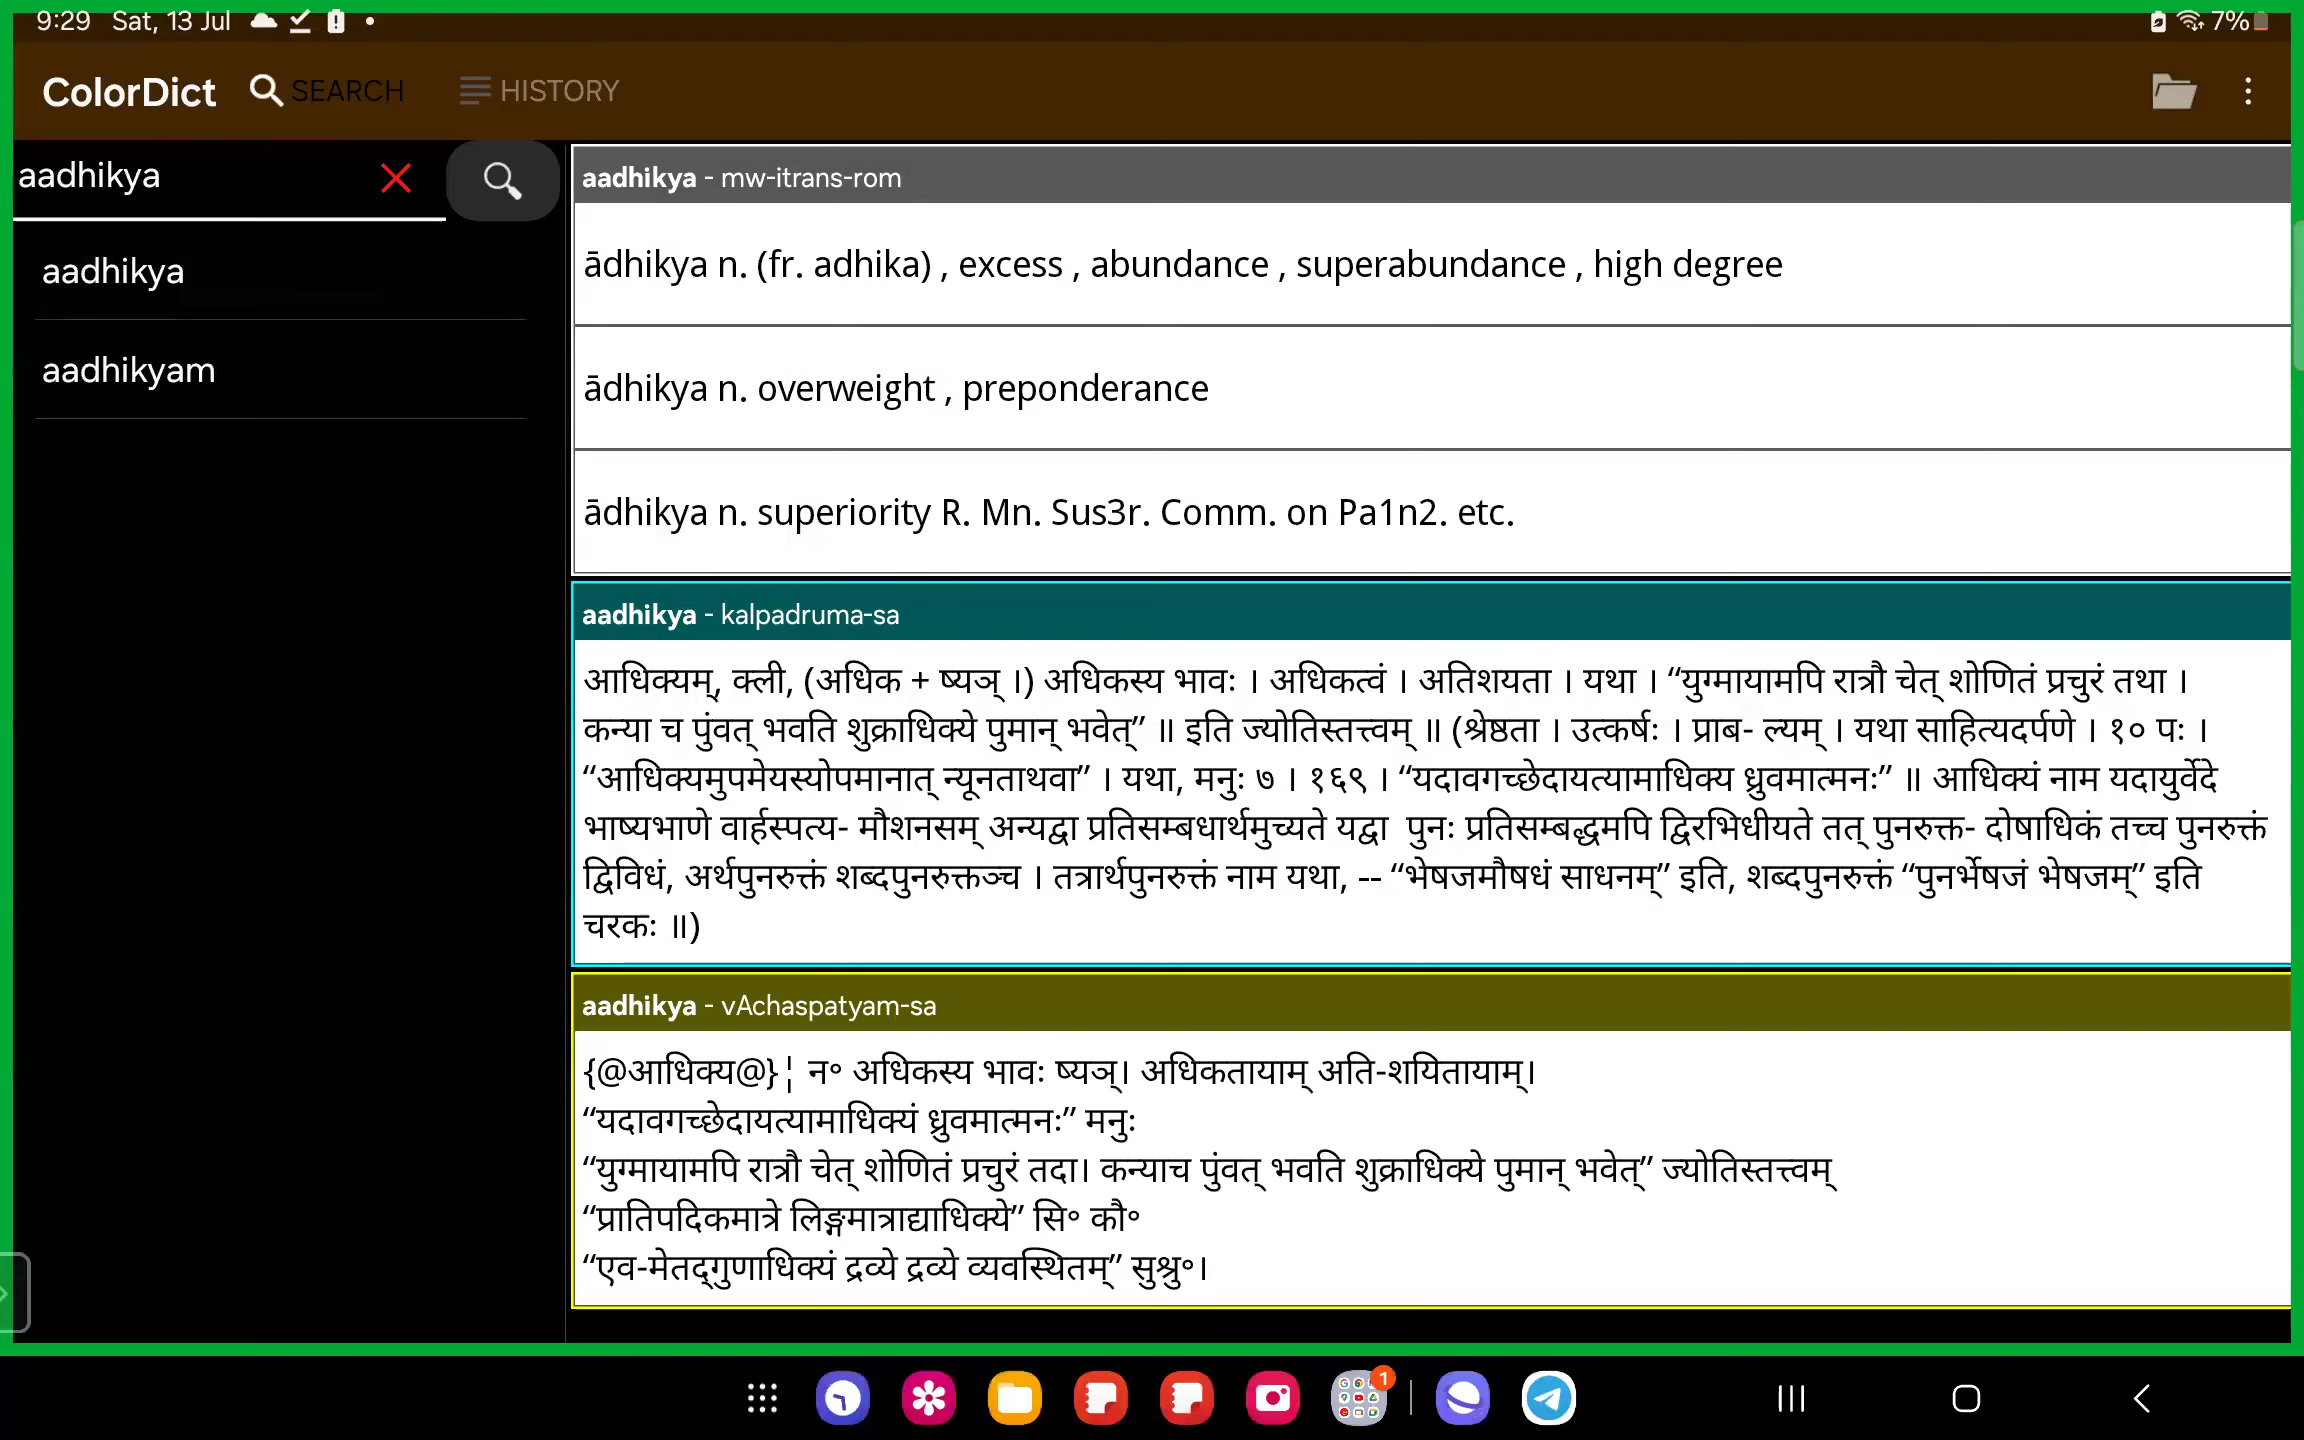 9:29 Sat, 13 Jul
7%
ColorDict SEARCH HISTORY
aadhikya
aadhikya
aadhikyam
aadhikya - mw-itrans-rom
ādhikya n. (fr. adhika) , excess , abundance , superabundance , high degree
ādhikya n. overweight , preponderance
ādhikya n. superiority R. Mn. Sus3r. Comm. on Pa1n2. etc.
aadhikya - kalpadruma-sa
आधिक्यम्, क्ली, (अधिक + ष्यञ् ।) अधिकस्य भावः । अधिकत्वं । अतिशयता । यथा । “युग्मायामपि रात्रौ चेत् शोणितं प्रचुरं तथा ।
कन्या च पुंवत् भवति शुक्राधिक्ये पुमान् भवेत्” ॥ इति ज्योतिस्तत्त्वम् ॥ (श्रेष्ठता । उत्कर्षः । प्राब- ल्यम् । यथा साहित्यदर्पणे । १० पः ।
“आधिक्यमुपमेयस्योपमानात् न्यूनताथवा” । यथा, मनुः ७ । १६९ । “यदावगच्छेदायत्यामाधिक्य ध्रुवमात्मनः” ॥ आधिक्यं नाम यदायुर्वेदे
भाष्यभाणे वार्हस्पत्य- मौशनसम् अन्यद्वा प्रतिसम्बधार्थमुच्यते यद्वा पुनः प्रतिसम्बद्धमपि द्विरभिधीयते तत् पुनरुक्त- दोषाधिकं तच्च पुनरुक्तं
द्विविधं, अर्थपुनरुक्तं शब्दपुनरुक्तञ्च । तत्रार्थपुनरुक्तं नाम यथा, -- “भेषजमौषधं साधनम्” इति, शब्दपुनरुक्तं “पुनर्भेषजं भेषजम्” इति
चरकः ॥)
aadhikya - vAchaspatyam-sa
{@आधिक्य@}¦ न॰ अधिकस्य भावः ष्यञ्। अधिकतायाम् अति-शयितायाम्।
“यदावगच्छेदायत्यामाधिक्यं ध्रुवमात्मनः” मनुः
“युग्मायामपि रात्रौ चेत् शोणितं प्रचुरं तदा। कन्याच पुंवत् भवति शुक्राधिक्ये पुमान् भवेत्” ज्योतिस्तत्त्वम्
“प्रातिपदिकमात्रे लिङ्गमात्राद्याधिक्ये” सि॰ कौ॰
“एव-मेतद्गुणाधिक्यं द्रव्ये द्रव्ये व्यवस्थितम्” सुश्रु॰।
1